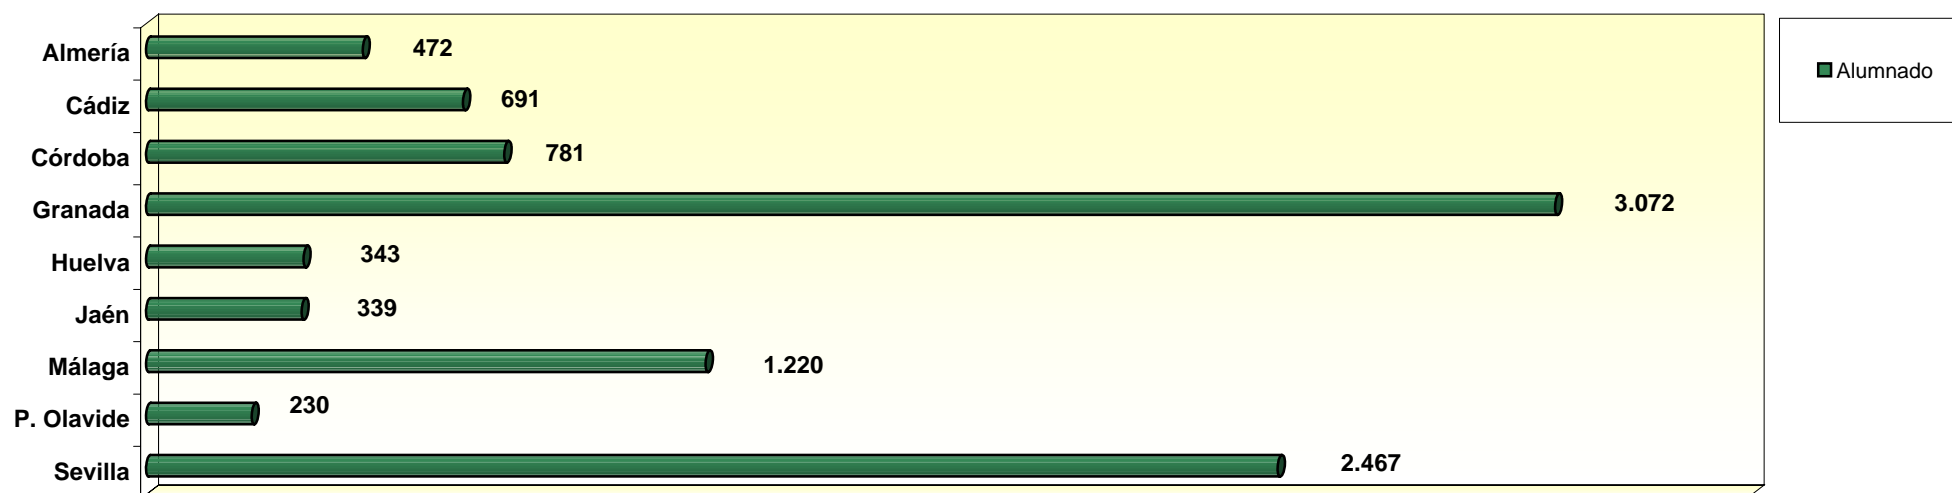 Almería 472
Cádiz 691
Córdoba 781
Granada 3.072
Huelva 343
Jaén 339
Málaga 1.220
P. Olavide 230
Sevilla 2.467
Alumnado